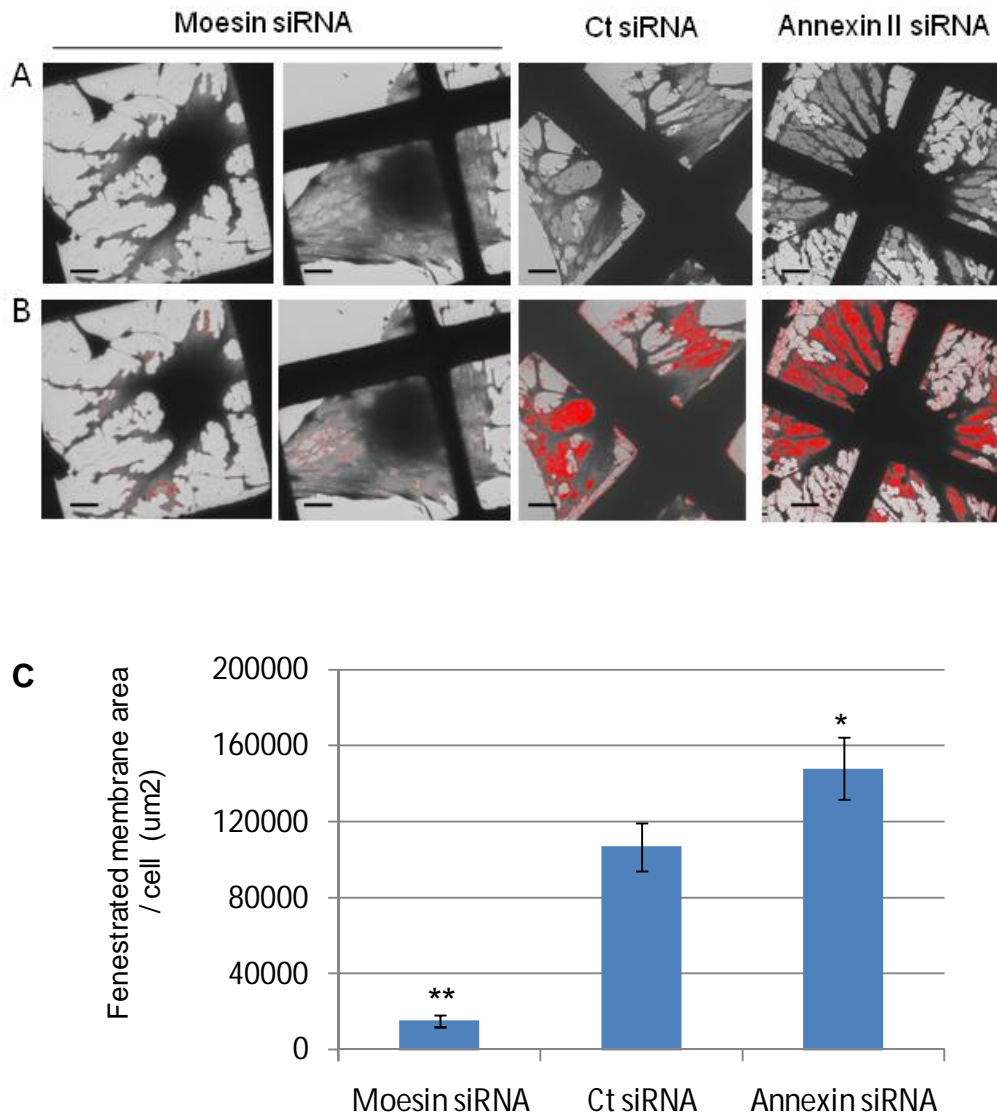 Moesin siRNA Ct siRNA Annexin II siRNA
A
B
C
Fenestrated membrane area
/ cell (um2)
200000
160000
120000
80000
40000
0
**
*
Moesin siRNA Ct siRNA Annexin siRNA